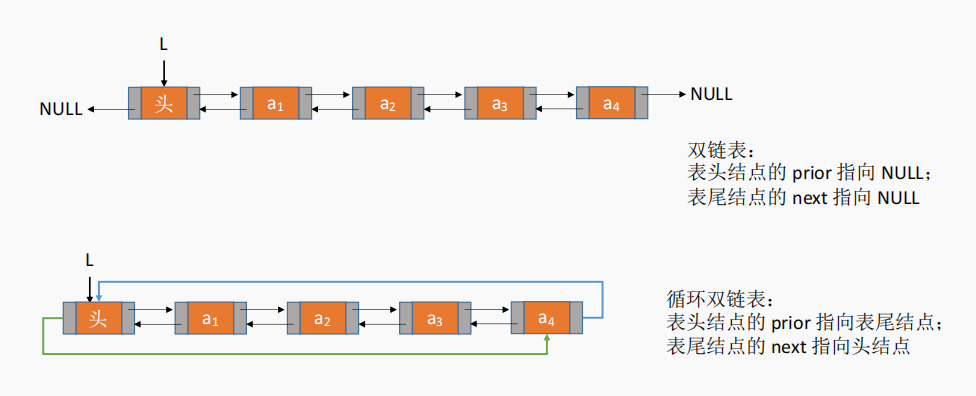 L
NULL 头 a₁ a₂ a₃ a₄ NULL
双链表：
表头结点的 prior 指向 NULL；
表尾结点的 next 指向 NULL
L
头 a₁ a₂ a₃ a₄
循环双链表：
表头结点的 prior 指向表尾结点；
表尾结点的 next 指向头结点